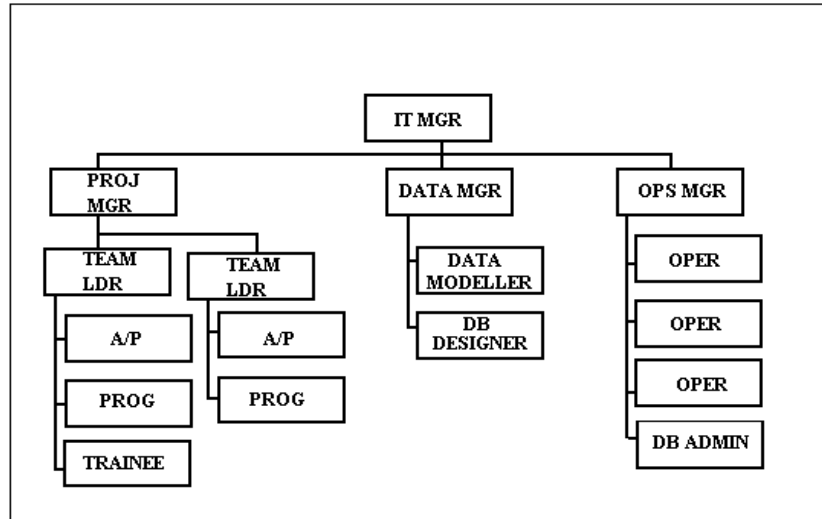 IT MGR
PROJ
MGR
DATA MGR
OPS MGR
TEAM
LDR
TEAM
LDR
DATA
MODELLER
OPER
A/P
A/P
DB
DESIGNER
OPER
PROG
PROG
OPER
TRAINEE
DB ADMIN